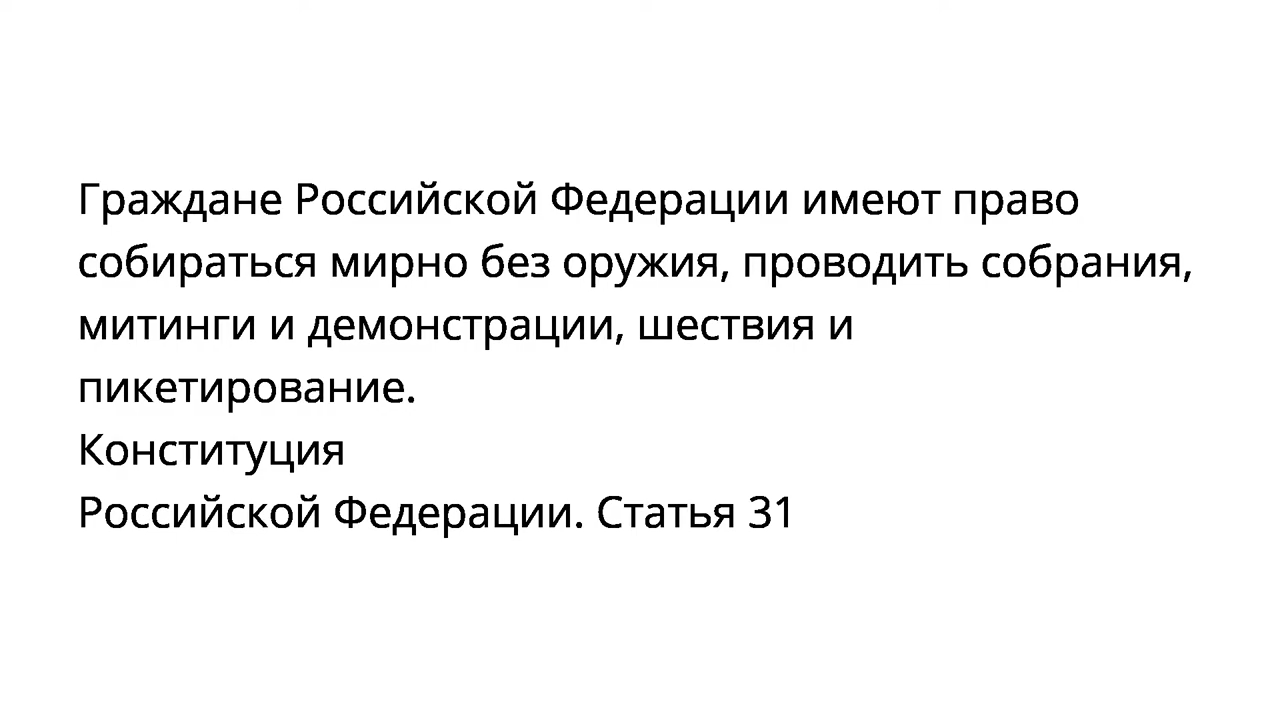 Граждане Российской Федерации имеют право
собираться мирно без оружия, проводить собрания,
митинги и демонстрации, шествия и
пикетирование.
Конституция
Российской Федерации. Статья 31